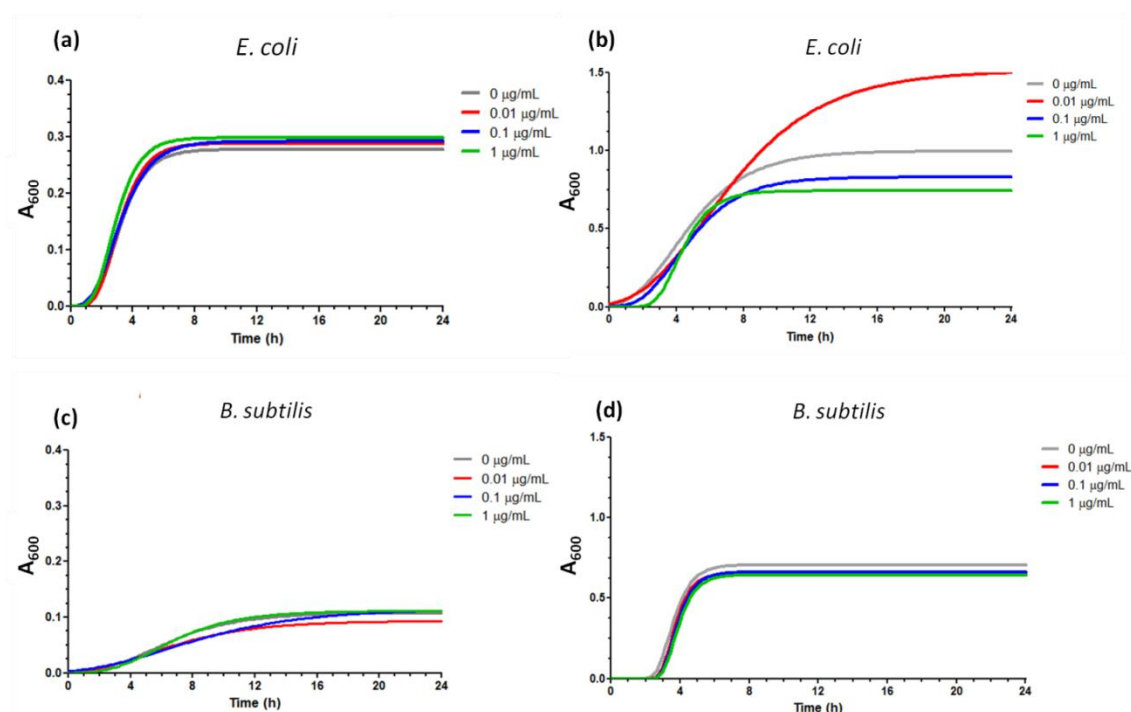 (a)
E. coli
0.4
0.3
0.2
0.1
0.0
A600
0 4 8 12 16 20 24
Time (h)
0 μg/mL
0.01 μg/mL
0.1 μg/mL
1 μg/mL
(b)
E. coli
1.5
1.0
0.5
0.0
A600
0 4 8 12 16 20 24
Time (h)
0 μg/mL
0.01 μg/mL
0.1 μg/mL
1 μg/mL
(c)
B. subtilis
0.4
0.3
0.2
0.1
0.0
A600
0 4 8 12 16 20 24
Time (h)
0 μg/mL
0.01 μg/mL
0.1 μg/mL
1 μg/mL
(d)
B. subtilis
1.5
1.0
0.5
0.0
A600
0 4 8 12 16 20 24
Time (h)
0 μg/mL
0.01 μg/mL
0.1 μg/mL
1 μg/mL